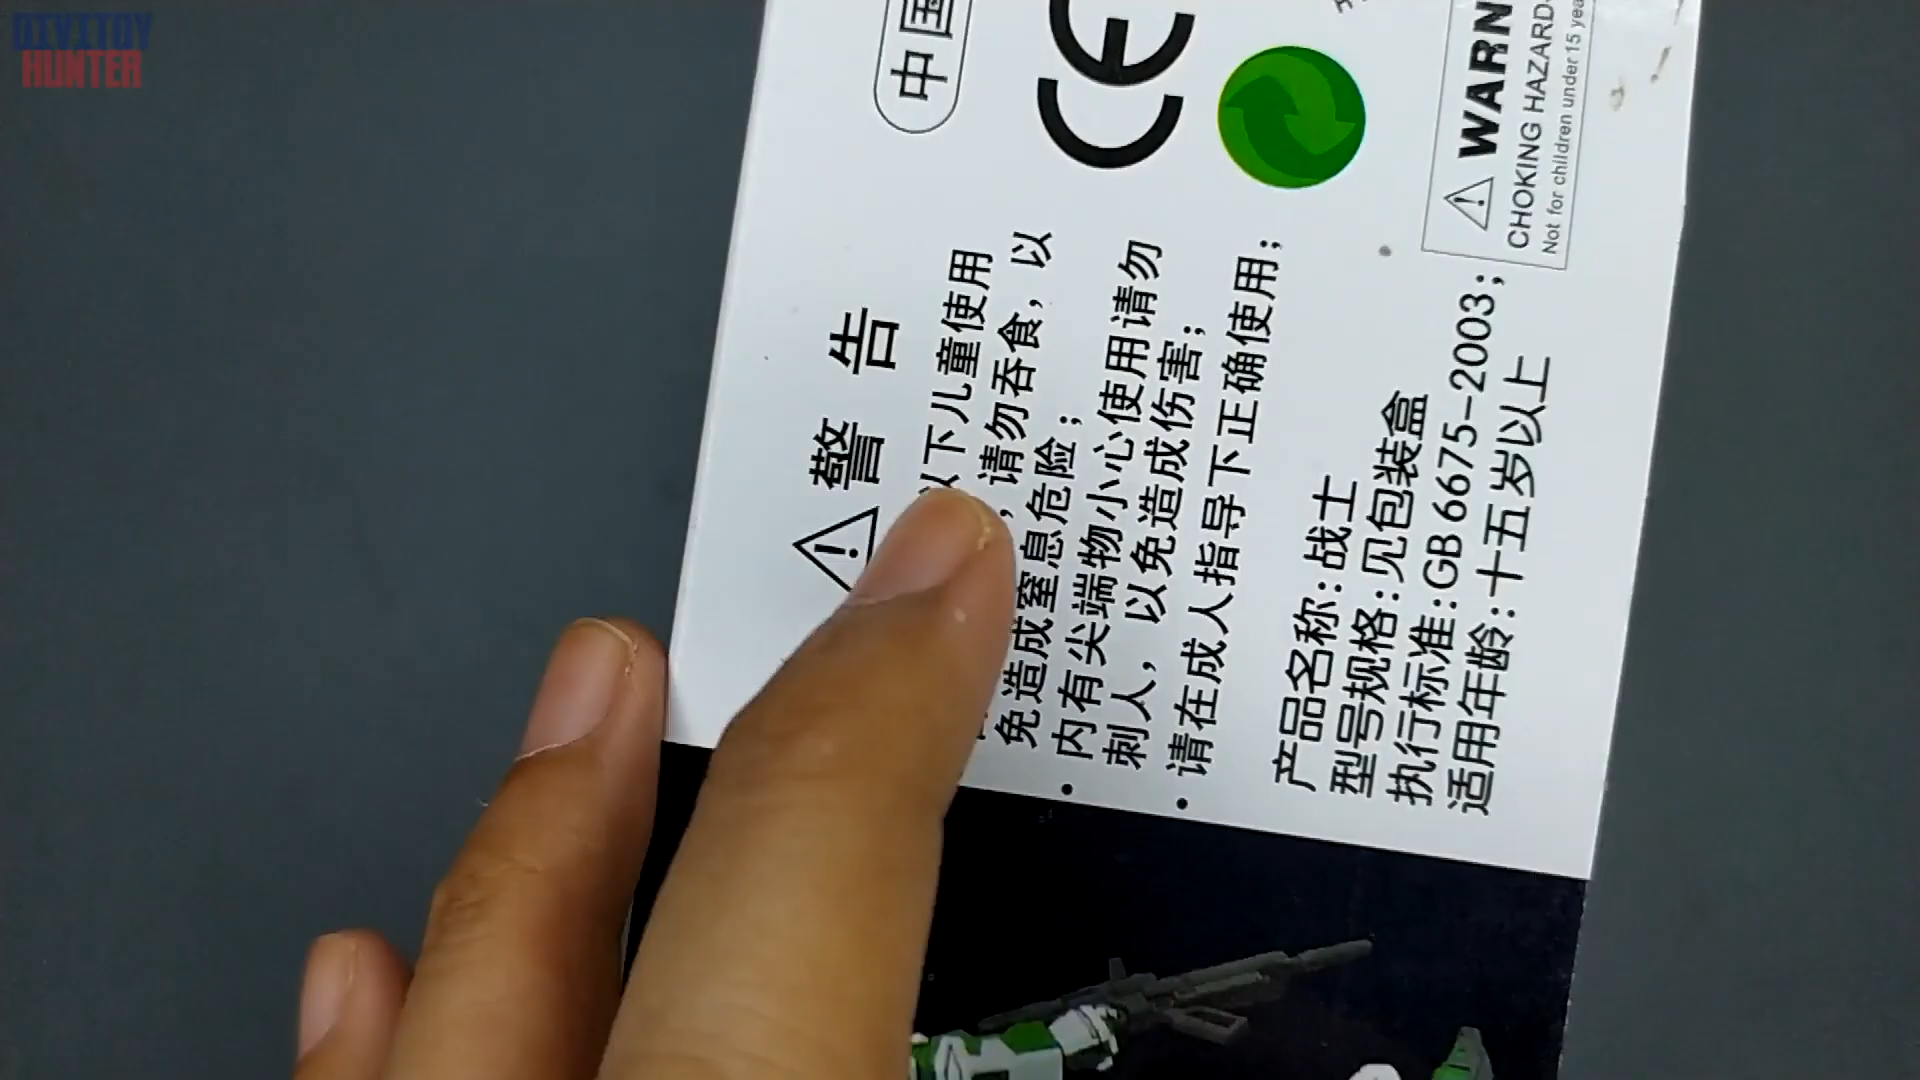 DIVITOY
HUNTER
中国
CE
WARN
CHOKING HAZARD
Not for children under 15 yea
警告
以下儿童使用
，请勿吞食，以
免造成窒息危险；
· 内有尖端物小心使用请勿
刺人，以免造成伤害；
· 请在成人指导下正确使用；
产品名称：战士
型号规格：见包装盒
执行标准：GB 6675-2003；
适用年龄：十五岁以上